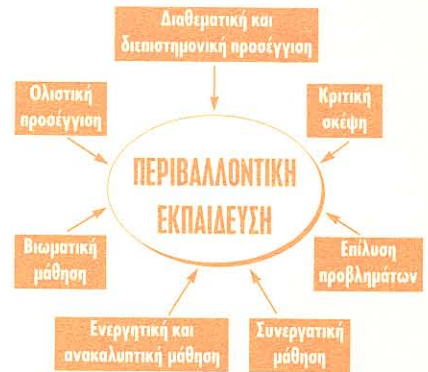 Διαθεματική και
διεπιστημονική προσέγγιση
Ολιστική
προσέγγιση
Κριτική
σκέψη
ΠΕΡΙΒΑΛΛΟΝΤΙΚΗ
ΕΚΠΑΙΔΕΥΣΗ
Βιωματική
μάθηση
Επίλυση
προβλημάτων
Ενεργητική και
ανακαλυπτική μάθηση
Συνεργατική
μάθηση